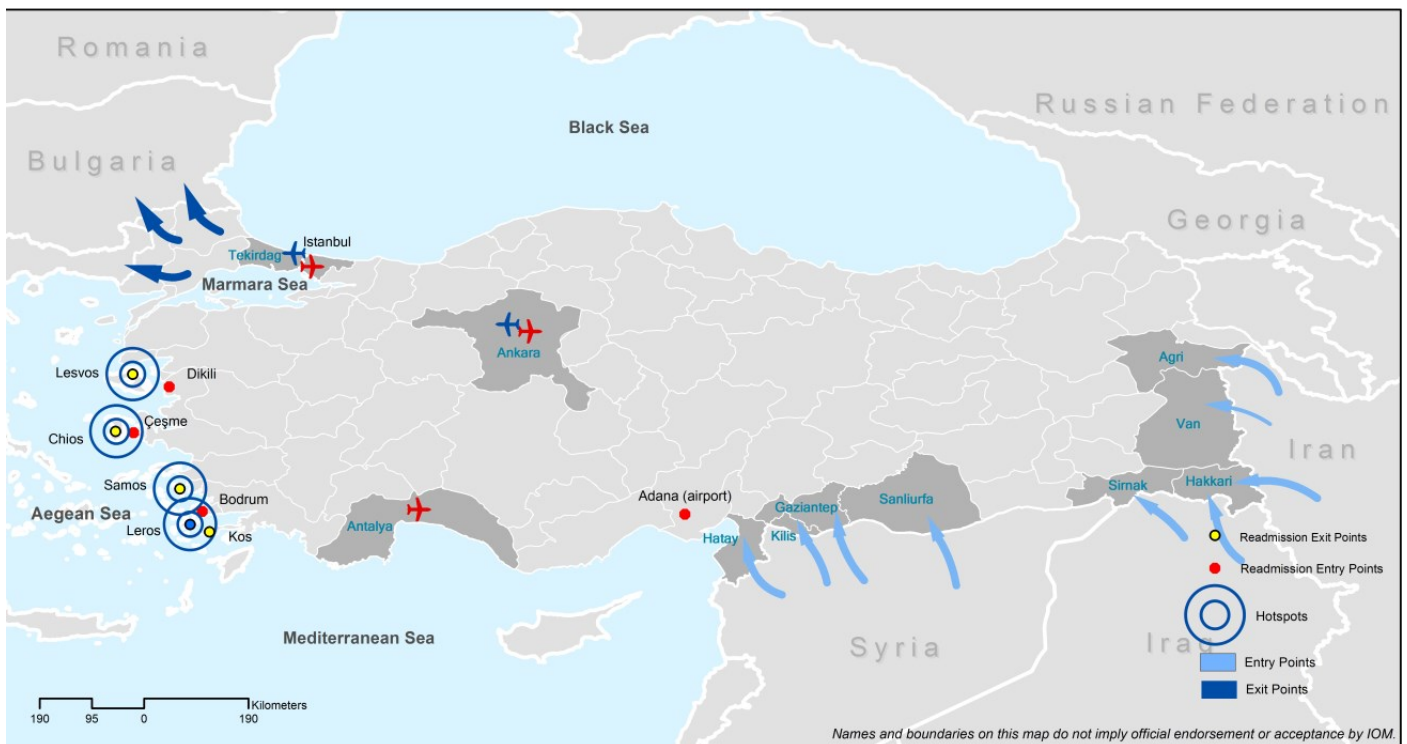 Romania
Russian Federation
Black Sea
Bulgaria
Georgia
Istanbul
Tekirdag
Marmara Sea
Ankara
Agri
Lesvos
Dikili
Çeşme
Chios
Van
Iran
Samos
Bodrum
Aegean Sea
Leros
Kos
Antalya
Adana (airport)
Gaziantep
Sanliurfa
Sirnak
Hakkari
Hatay
Kilis
Readmission Exit Points
Readmission Entry Points
Hotspots
Mediterranean Sea
Syria
Iraq
Entry Points
Exit Points
Kilometers
190 95 0 190
Names and boundaries on this map do not imply official endorsement or acceptance by IOM.